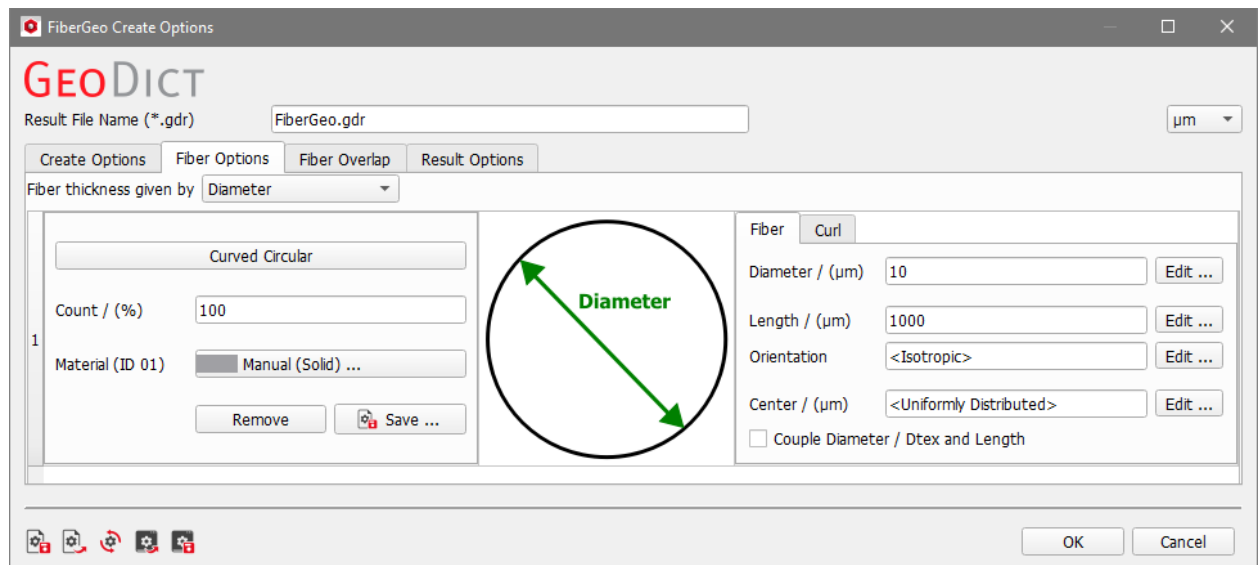 FiberGeo Create Options
GEODICT
Result File Name (*.gdr) FiberGeo.gdr µm
Create Options Fiber Options Fiber Overlap Result Options
Fiber thickness given by Diameter
1
Curved Circular
Count / (%) 100
Material (ID 01) Manual (Solid) ...
Remove Save ...
Diameter
Fiber Curl
Diameter / (µm) 10 Edit ...
Length / (µm) 1000 Edit ...
Orientation <Isotropic> Edit ...
Center / (µm) <Uniformly Distributed> Edit ...
Couple Diameter / Dtex and Length
OK Cancel